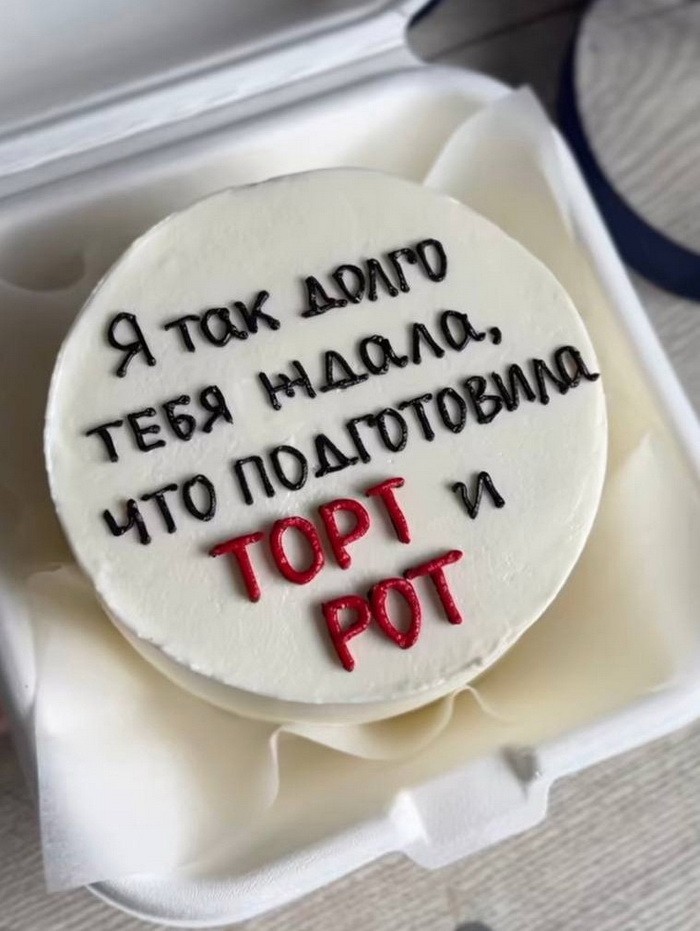 Я так долго
тебя ждала,
что подготовила
ТОРТ и
РОТ